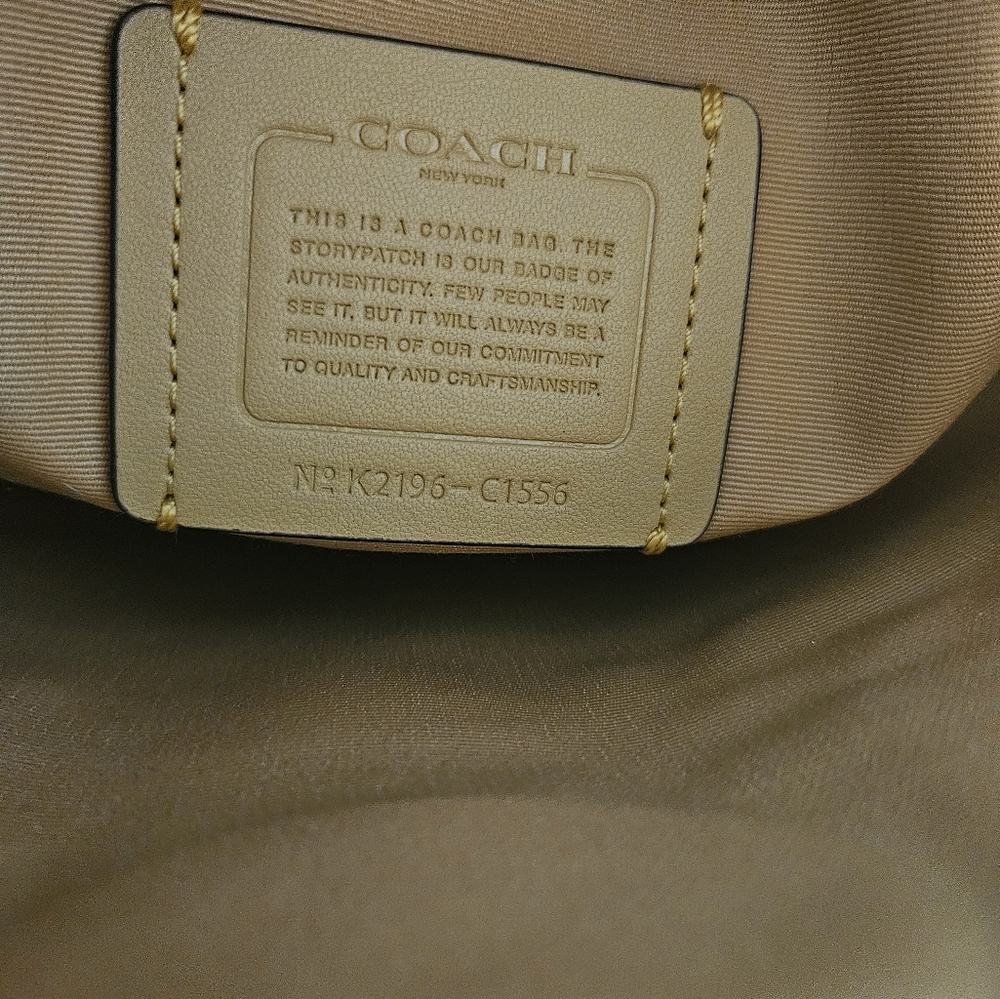 COACH
NEW YORK
THIS IS A COACH BAG. THE
STORYPATCH IS OUR BADGE OF
AUTHENTICITY. FEW PEOPLE MAY
SEE IT, BUT IT WILL ALWAYS BE A
REMINDER OF OUR COMMITMENT
TO QUALITY AND CRAFTSMANSHIP.
Nº K2196-C1556